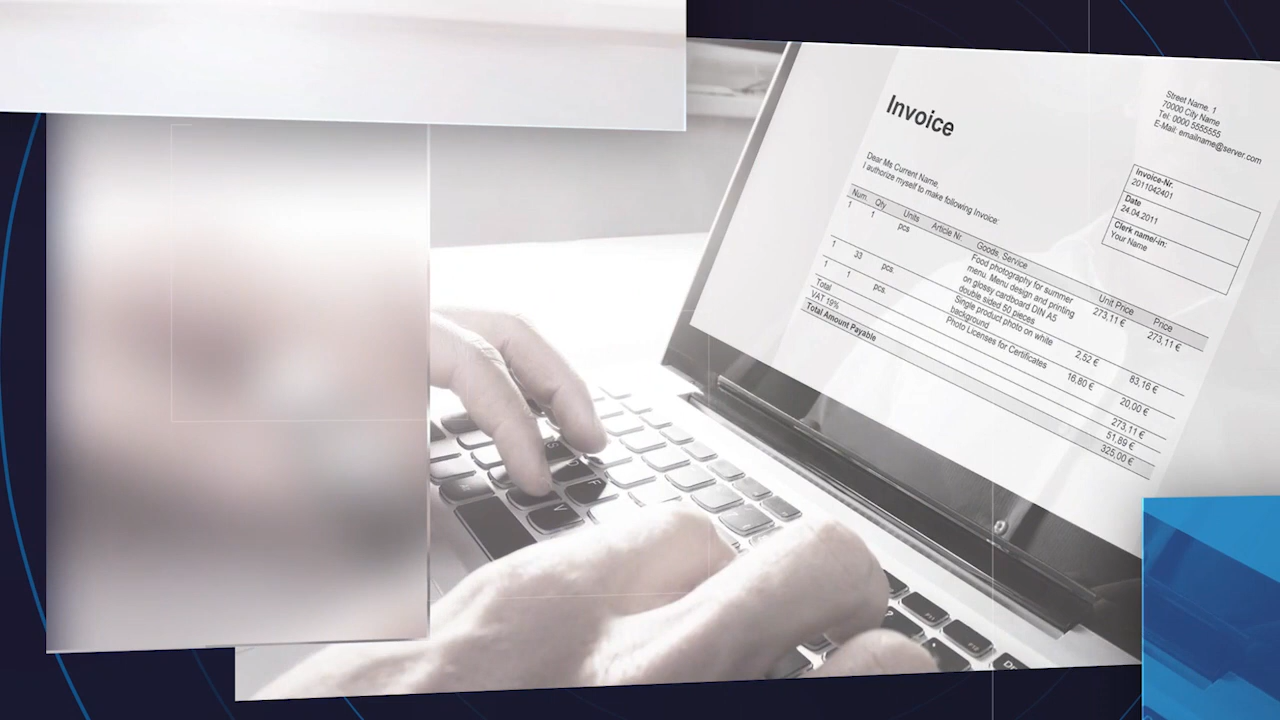 Invoice
Street Name. 1
70000 City Name
Tel: 0000 5555555
E-Mail: emailname@server.com
Dear Ms Current Name,
I authorize myself to make following Invoice:
Invoice-Nr.
2011042401
Date
24.04.2011
Clerk name/-in:
Your Name
Num. Qty Units Article Nr. Goods, Service Unit Price Price
1 1 pcs Food photography for summer 273,11 € 273,11 €
menu. Menu design and printing
on glossy cardboard DIN A5
double sided 50 pieces
1 33 pcs. Single product photo on white 2,52 € 83,16 €
background
1 1 pcs. Photo Licenses for Certificates 16,80 € 20,00 €
Total 273,11 €
VAT 19% 51,89 €
Total Amount Payable 325,00 €